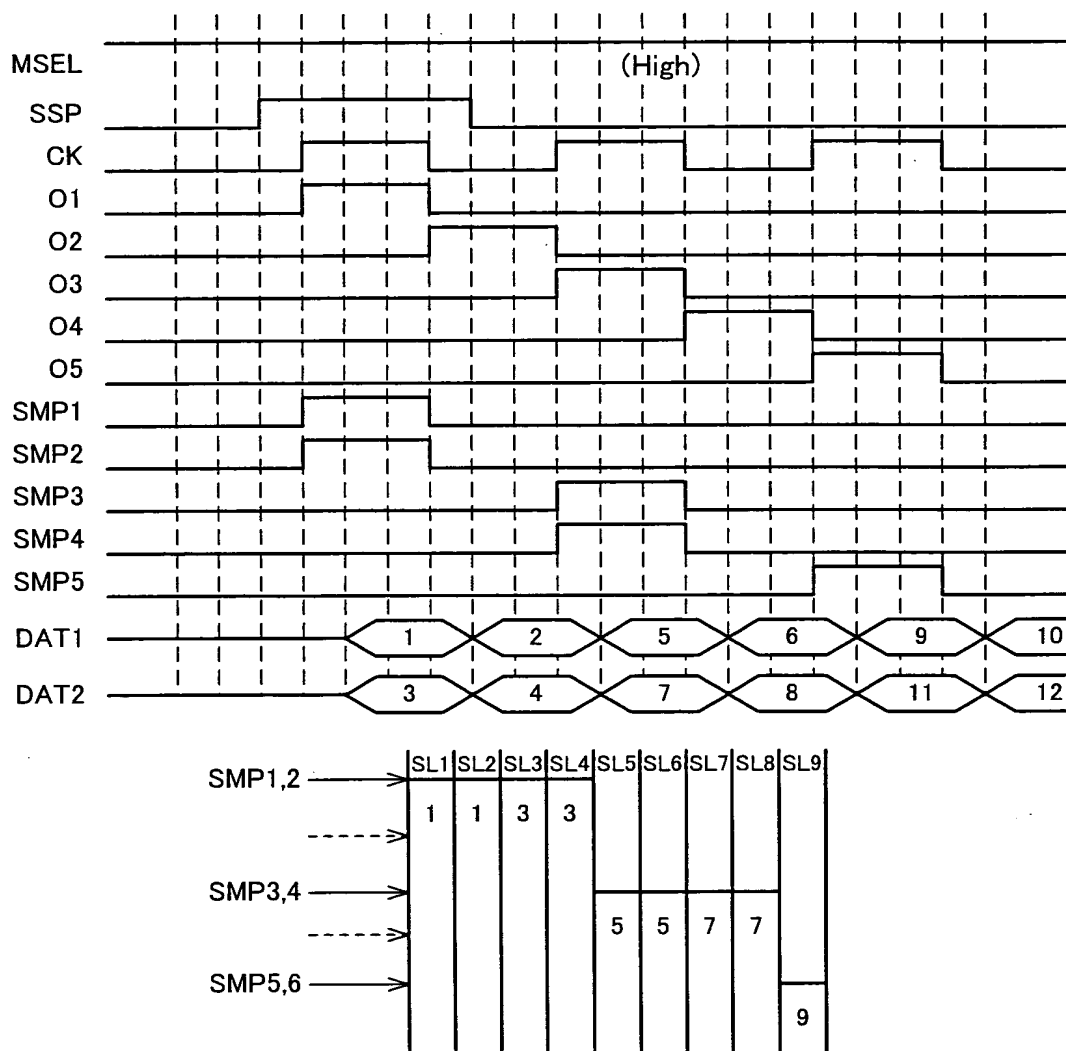 MSEL (High)
SSP
CK
O1
O2
O3
O4
O5
SMP1
SMP2
SMP3
SMP4
SMP5
DAT1 1 2 5 6 9 10
DAT2 3 4 7 8 11 12
SL1 SL2 SL3 SL4 SL5 SL6 SL7 SL8 SL9
SMP1,2
1 1 3 3
SMP3,4
5 5 7 7
SMP5,6
9